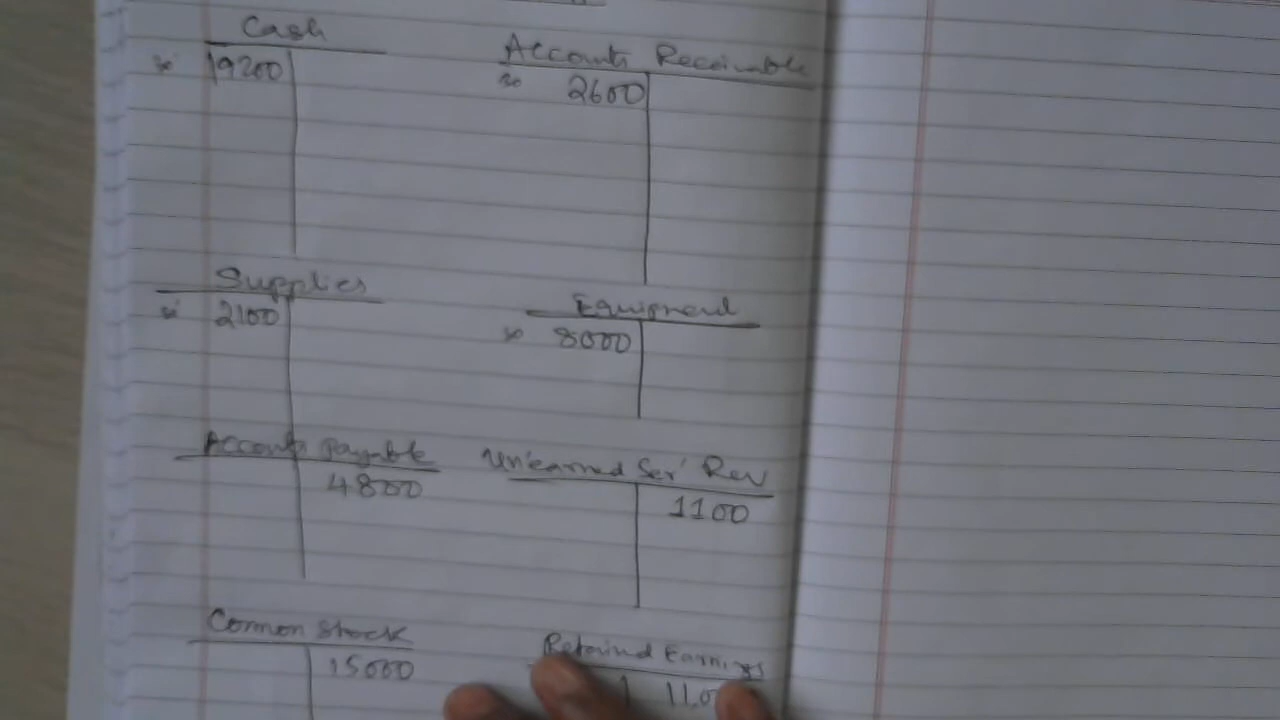 Cash
19200
Accounts Receivable
2600
Supplies
2100
Equipment
8000
Accounts Payable
4800
Unearned Ser' Rev
1100
Common Stock
15000
Retained Earnings